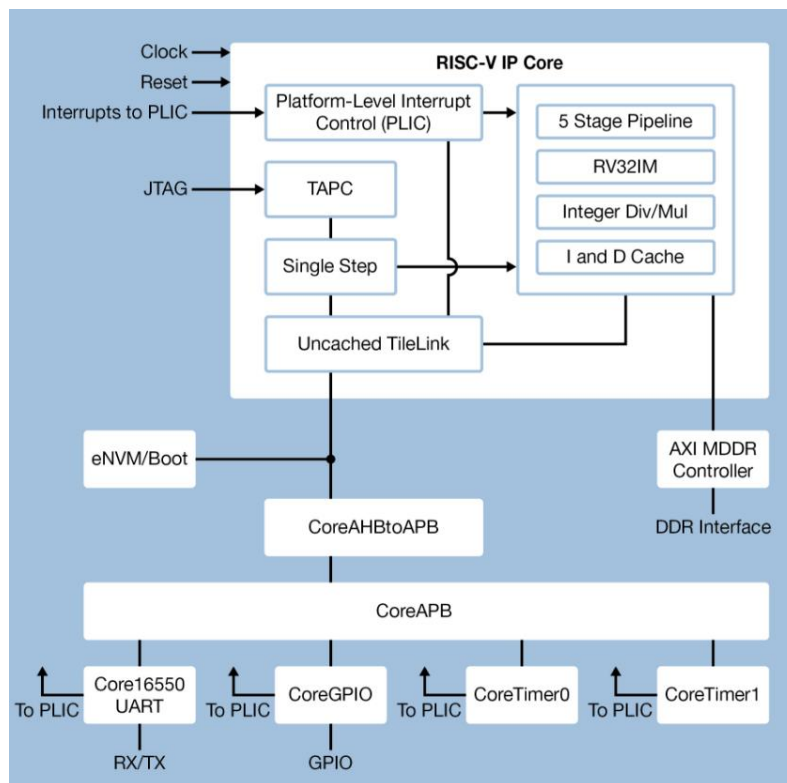 Clock
RISC-V IP Core
Reset
Interrupts to PLIC
Platform-Level Interrupt
Control (PLIC)
5 Stage Pipeline
RV32IM
JTAG
TAPC
Integer Div/Mul
Single Step
I and D Cache
Uncached TileLink
eNVM/Boot
AXI MDDR
Controller
CoreAHBtoAPB
DDR Interface
CoreAPB
To PLIC
Core16550
UART
To PLIC
CoreGPIO
To PLIC
CoreTimer0
To PLIC
CoreTimer1
RX/TX
GPIO